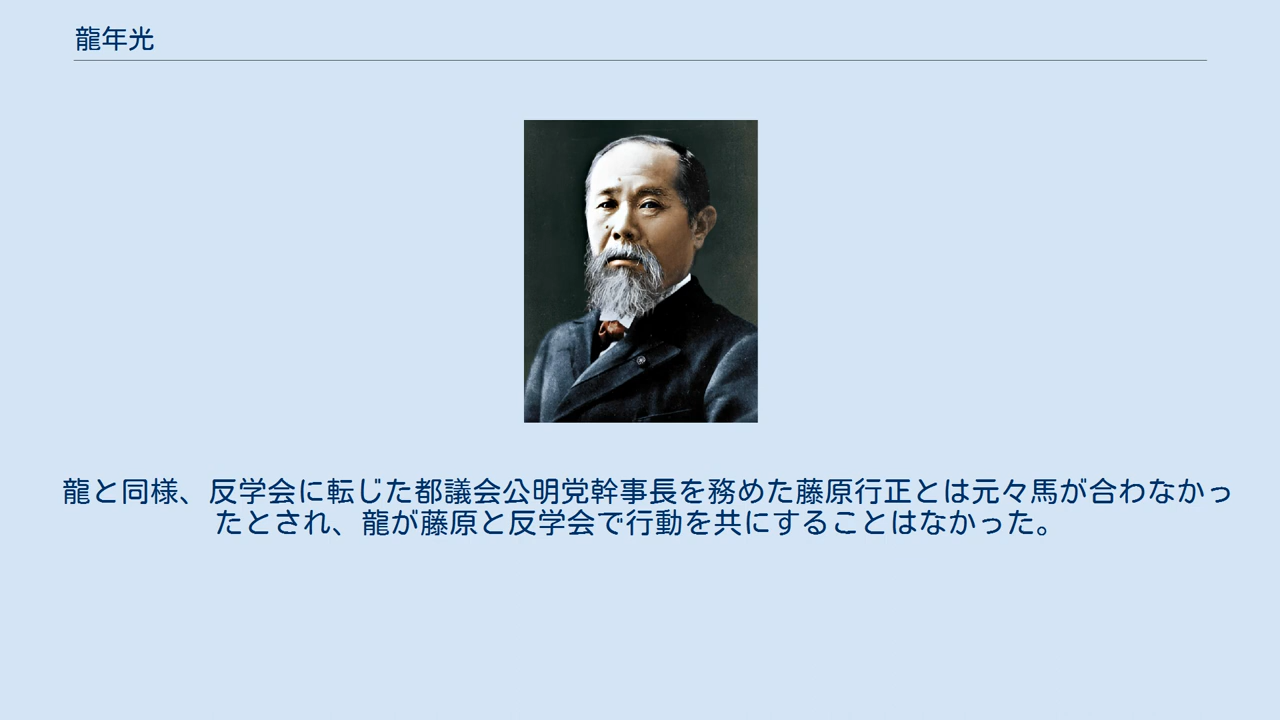 龍年光
龍と同様、反学会に転じた都議会公明党幹事長を務めた藤原行正とは元々馬が合わなかっ
たとされ、龍が藤原と反学会で行動を共にすることはなかった。